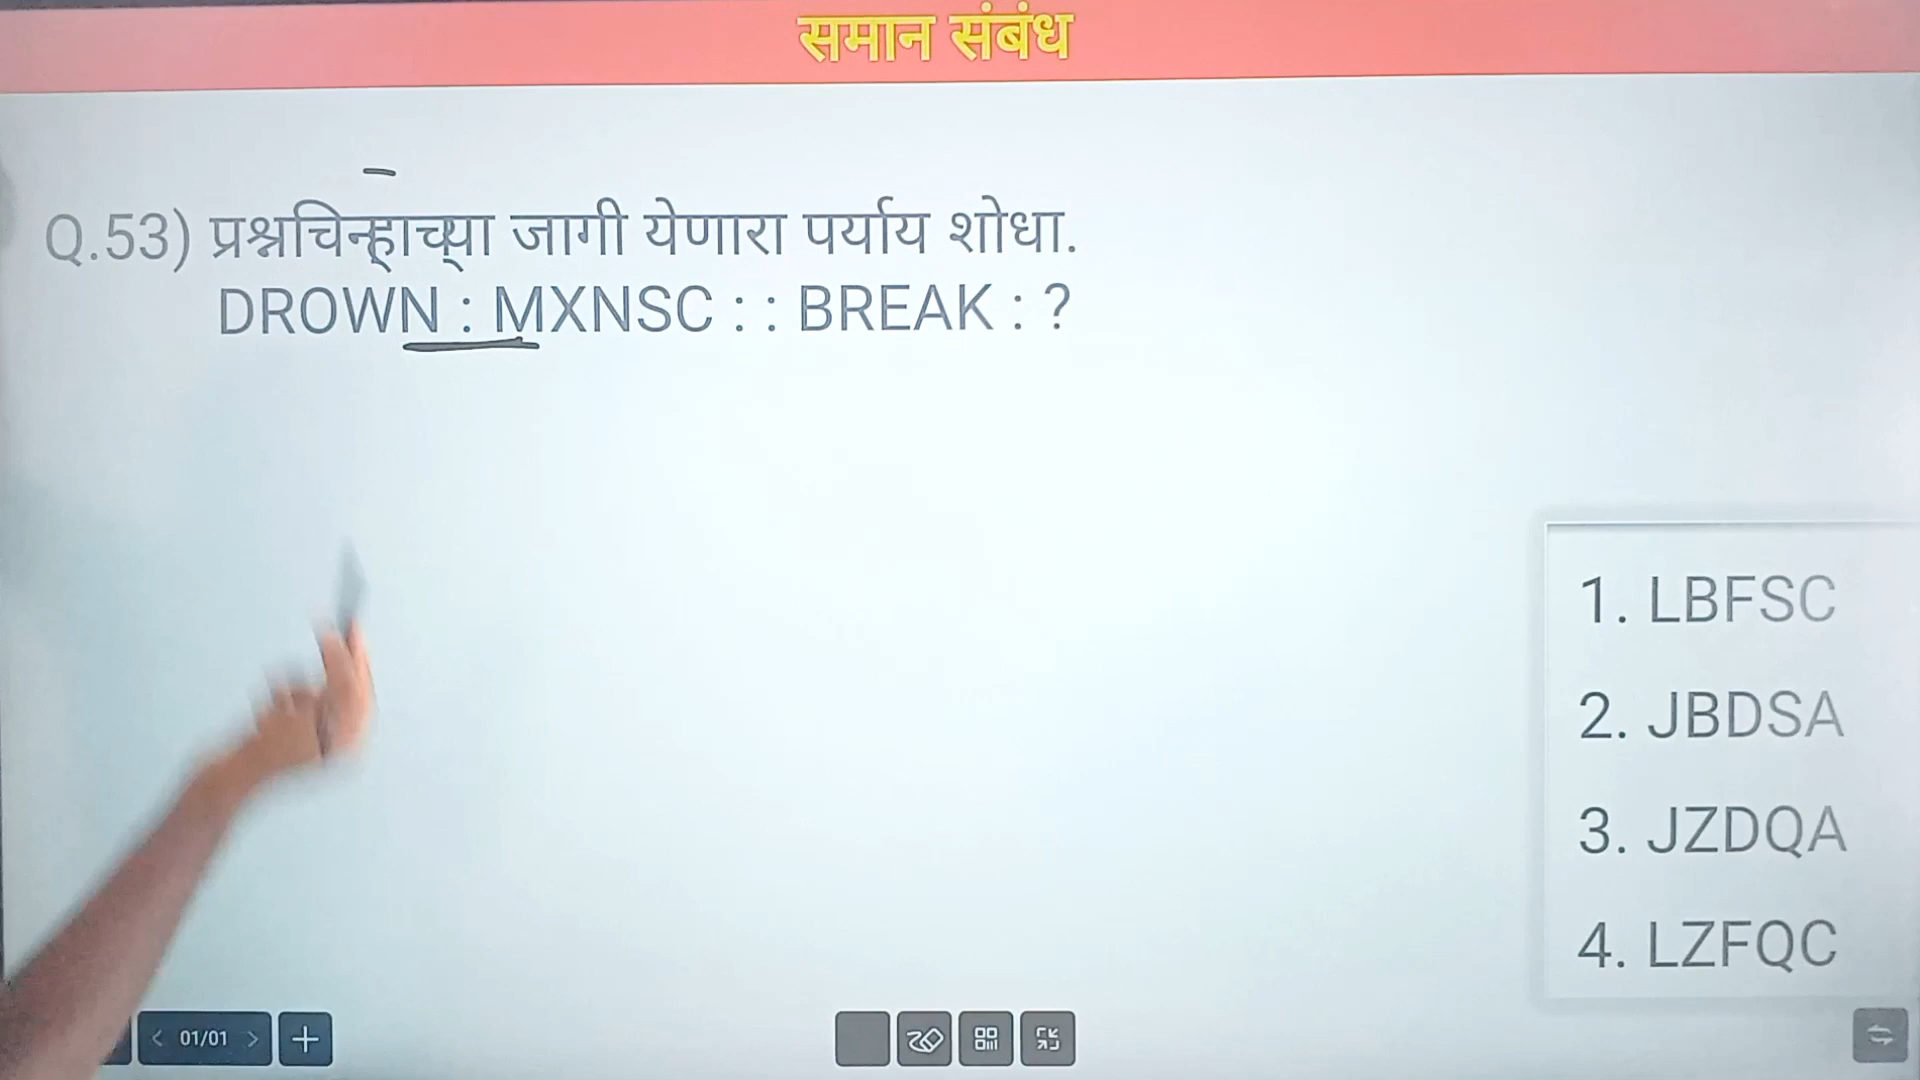 समान संबंध
Q.53) प्रश्नचिन्हाच्या जागी येणारा पर्याय शोधा.
DROWN : MXNSC : : BREAK : ?
1. LBFSC
2. JBDSA
3. JZDQA
4. LZFQC
01/01